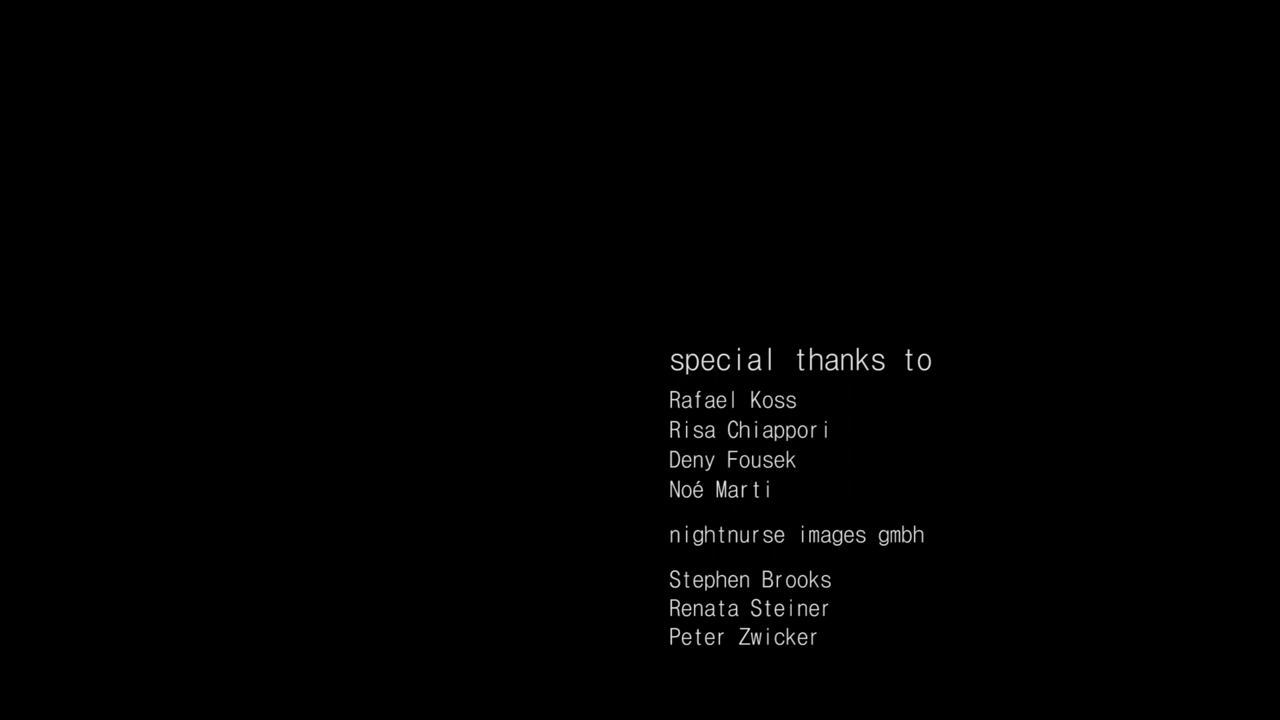 special thanks to
Rafael Koss
Risa Chiappori
Deny Fousek
Noé Marti
nightnurse images gmbh
Stephen Brooks
Renata Steiner
Peter Zwicker